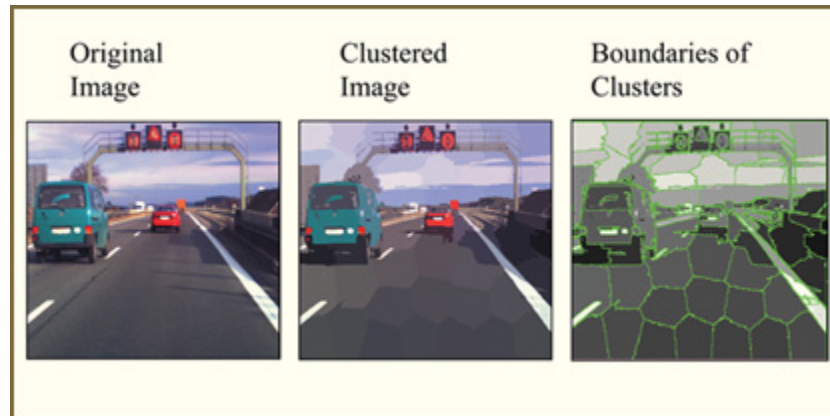 Original
Image
Clustered
Image
Boundaries of
Clusters